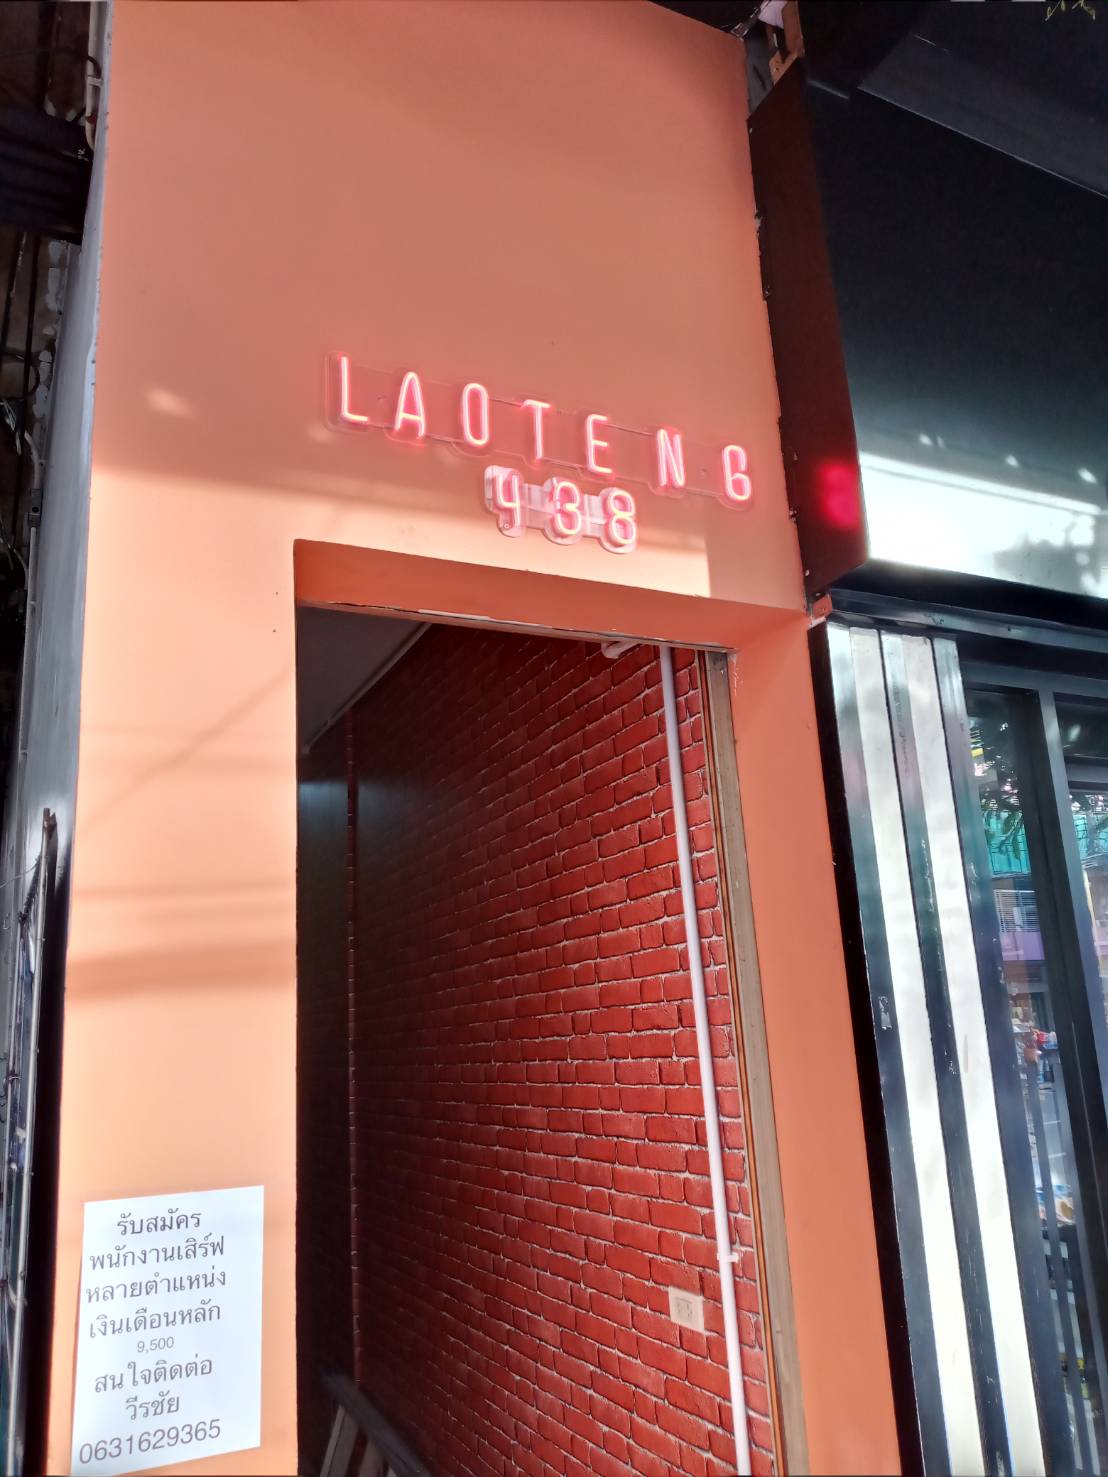 LAOTENG
438
รับสมัคร
พนักงานเสิร์ฟ
หลายตำแหน่ง
เงินเดือนหลัก
9,500
สนใจติดต่อ
วีรชัย
0631629365